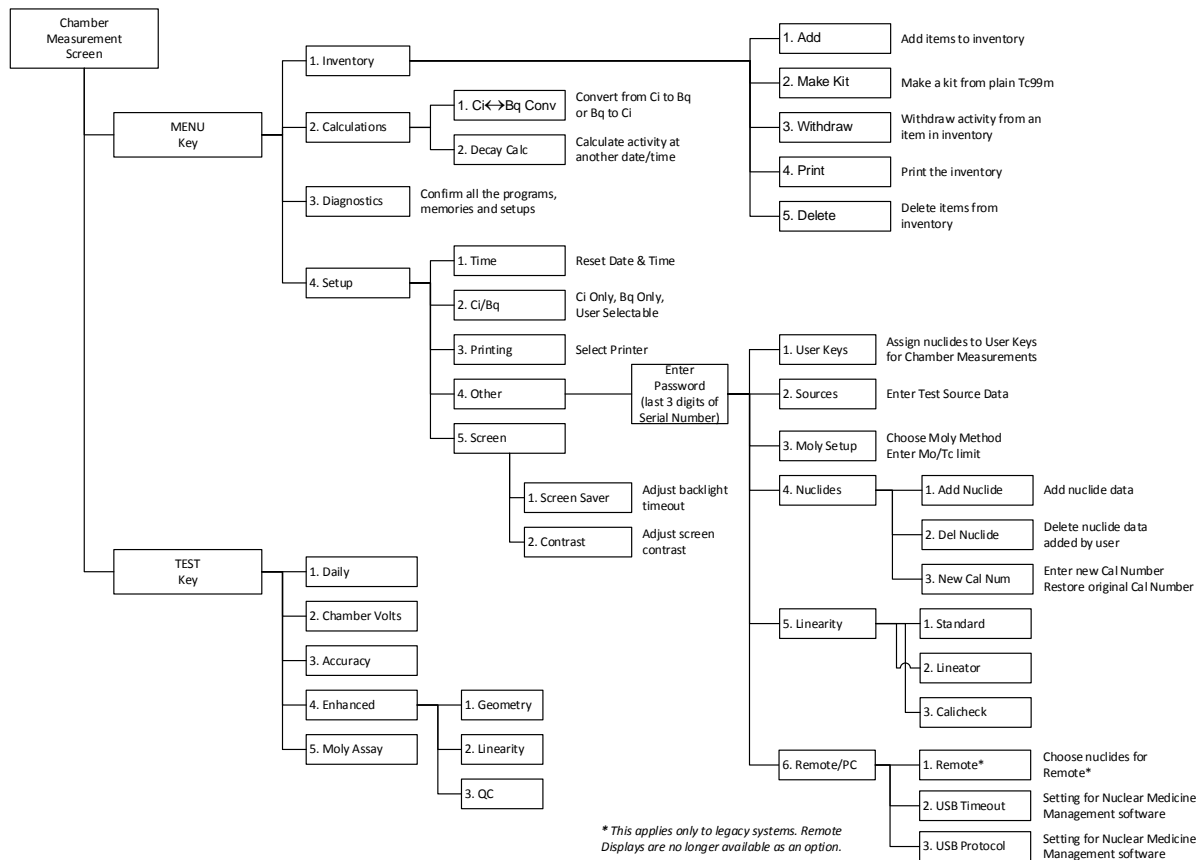 Chamber
Measurement
Screen
MENU
Key
1. Inventory
1. Add
Add items to inventory
2. Make Kit
Make a kit from plain Tc99m
3. Withdraw
Withdraw activity from an
item in inventory
4. Print
Print the inventory
5. Delete
Delete items from
inventory
2. Calculations
1. Ci↔Bq Conv
Convert from Ci to Bq
or Bq to Ci
2. Decay Calc
Calculate activity at
another date/time
3. Diagnostics
Confirm all the programs,
memories and setups
4. Setup
1. Time
Reset Date & Time
2. Ci/Bq
Ci Only, Bq Only,
User Selectable
3. Printing
Select Printer
4. Other
Enter
Password
(last 3 digits of
Serial Number)
1. User Keys
Assign nuclides to User Keys
for Chamber Measurements
2. Sources
Enter Test Source Data
3. Moly Setup
Choose Moly Method
Enter Mo/Tc limit
4. Nuclides
1. Add Nuclide
Add nuclide data
2. Del Nuclide
Delete nuclide data
added by user
3. New Cal Num
Enter new Cal Number
Restore original Cal Number
5. Linearity
1. Standard
2. Lineator
3. Calicheck
6. Remote/PC
1. Remote*
Choose nuclides for
Remote*
2. USB Timeout
Setting for Nuclear Medicine
Management software
3. USB Protocol
Setting for Nuclear Medicine
Management software
5. Screen
1. Screen Saver
Adjust backlight
timeout
2. Contrast
Adjust screen
contrast
TEST
Key
1. Daily
2. Chamber Volts
3. Accuracy
4. Enhanced
1. Geometry
2. Linearity
3. QC
5. Moly Assay
* This applies only to legacy systems. Remote
Displays are no longer available as an option.